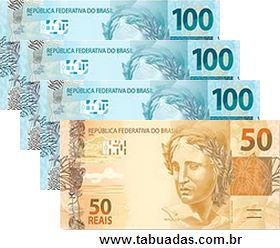 REPÚBLICA FEDERATIVA DO BRASIL
100
REPÚBLICA FEDERATIVA DO BRASIL
100
REPÚBLICA FEDERATIVA DO BRASIL
100
REPÚBLICA FEDERATIVA DO BRASIL
50
50
REAIS
www.tabuadas.com.br